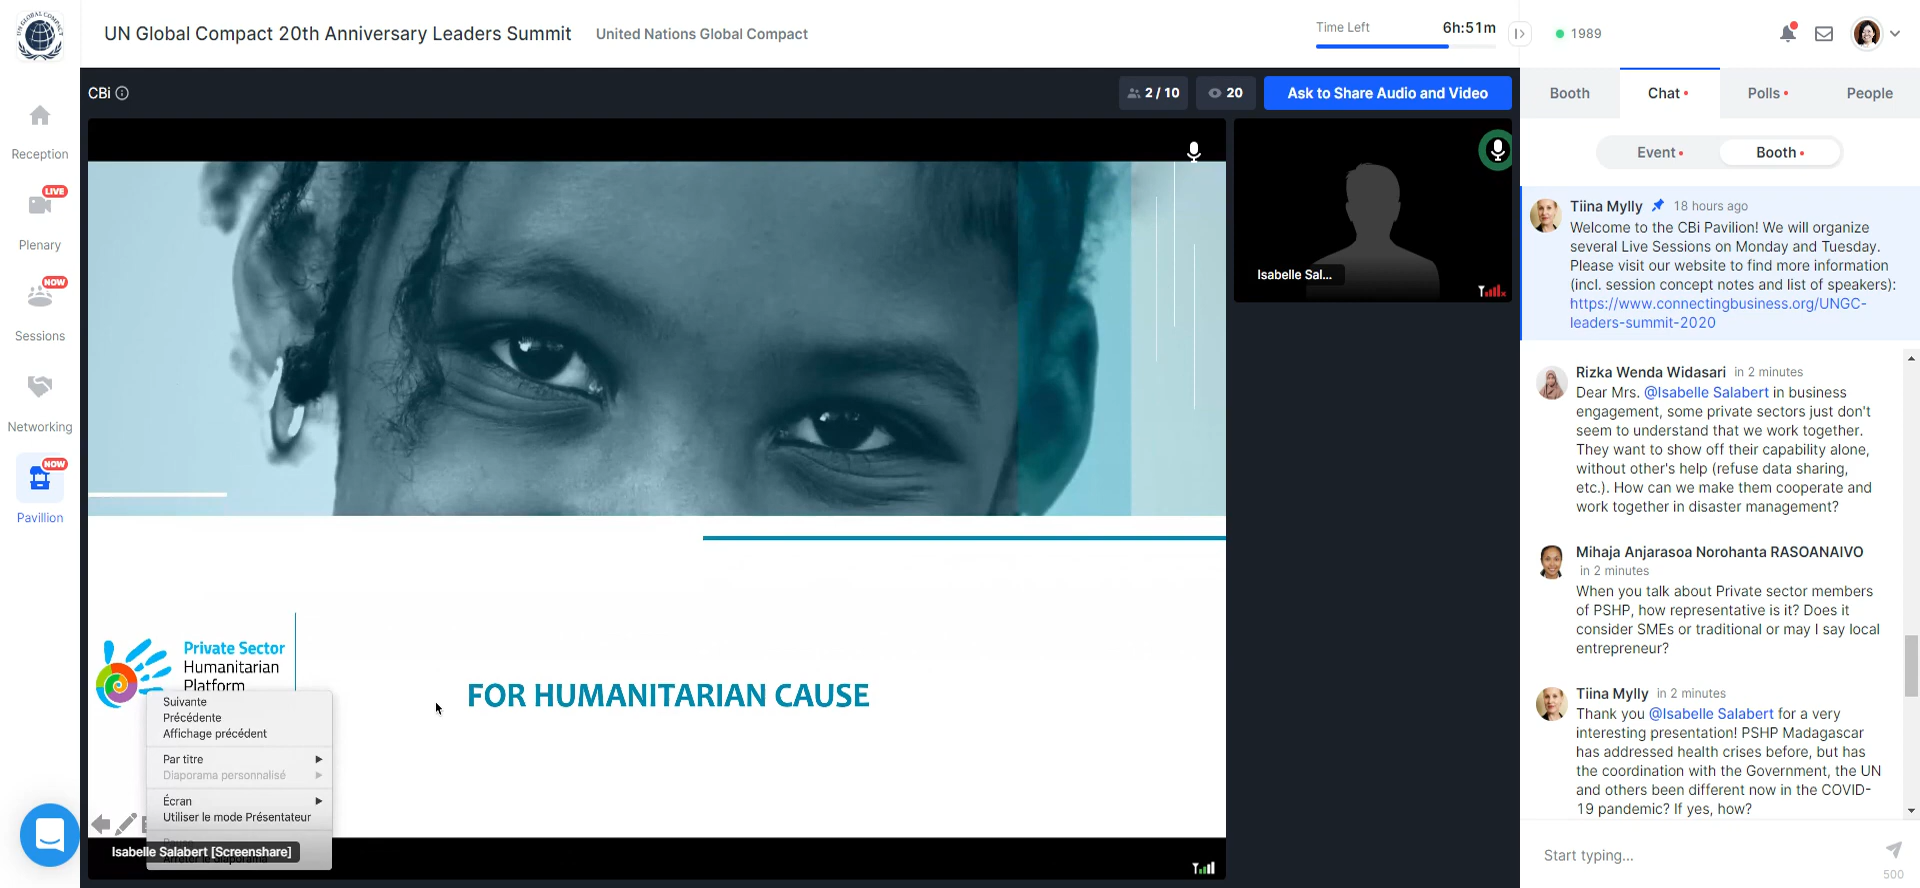 UN GLOBAL COMPACT
UN Global Compact 20th Anniversary Leaders Summit
United Nations Global Compact
Time Left
6h:51m
1989
CBi
2 / 10
20
Ask to Share Audio and Video
Booth
Chat
Polls
People
Event
Booth
Reception
LIVE
Plenary
NOW
Sessions
Networking
NOW
Pavillion
Isabelle Sal...
Private Sector
Humanitarian
Platform
FOR HUMANITARIAN CAUSE
Suivante
Précédente
Affichage précédent
Par titre
Diaporama personnalisé
Écran
Utiliser le mode Présentateur
Isabelle Salabert [Screenshare]
Tiina Mylly
18 hours ago
Welcome to the CBi Pavilion! We will organize
several Live Sessions on Monday and Tuesday.
Please visit our website to find more information
(incl. session concept notes and list of speakers):
https://www.connectingbusiness.org/UNGC-
leaders-summit-2020
Rizka Wenda Widasari in 2 minutes
Dear Mrs. @Isabelle Salabert in business
engagement, some private sectors just don't
seem to understand that we work together.
They want to show off their capability alone,
without other's help (refuse data sharing,
etc.). How can we make them cooperate and
work together in disaster management?
Mihaja Anjarasoa Norohanta RASOANAIVO
in 2 minutes
When you talk about Private sector members
of PSHP, how representative is it? Does it
consider SMEs or traditional or may I say local
entrepreneur?
Tiina Mylly in 2 minutes
Thank you @Isabelle Salabert for a very
interesting presentation! PSHP Madagascar
has addressed health crises before, but has
the coordination with the Government, the UN
and others been different now in the COVID-
19 pandemic? If yes, how?
Start typing...
500